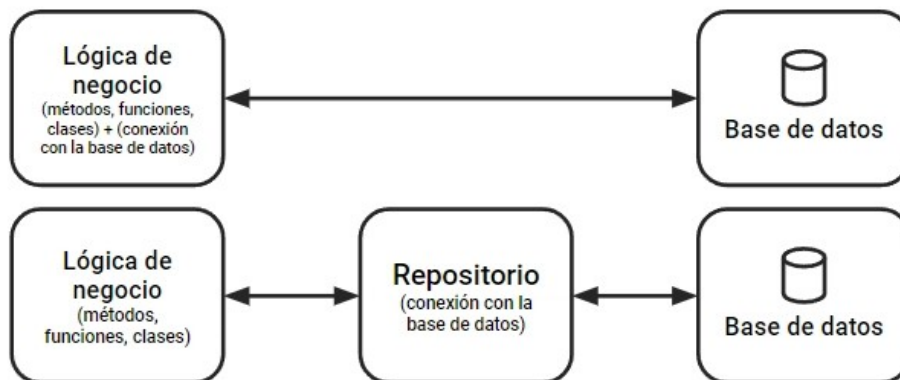 Lógica de
negocio
(métodos, funciones,
clases) + (conexión
con la base de datos)
Base de datos
Lógica de
negocio
(métodos,
funciones, clases)
Repositorio
(conexión con la
base de datos)
Base de datos